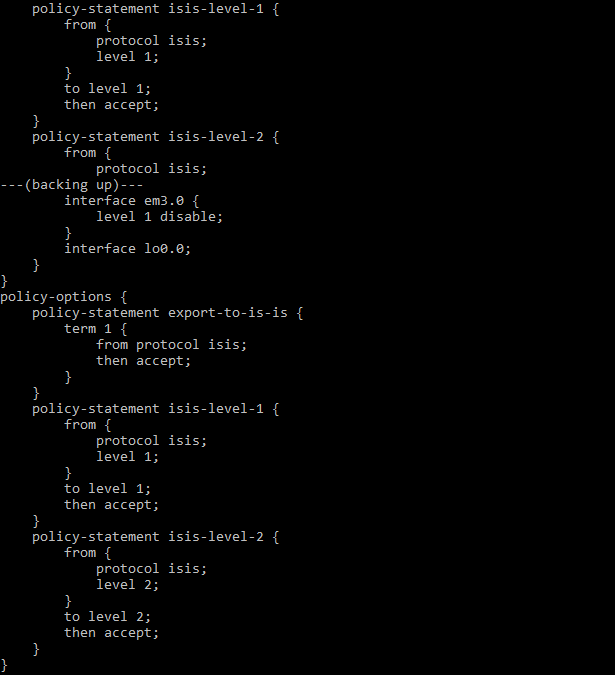 policy-statement isis-level-1 {
        from {
            protocol isis;
            level 1;
        }
        to level 1;
        then accept;
    }
    policy-statement isis-level-2 {
        from {
            protocol isis;
---(backing up)---
        interface em3.0 {
            level 1 disable;
        }
        interface lo0.0;
    }
}
policy-options {
    policy-statement export-to-is-is {
        term 1 {
            from protocol isis;
            then accept;
        }
    }
    policy-statement isis-level-1 {
        from {
            protocol isis;
            level 1;
        }
        to level 1;
        then accept;
    }
    policy-statement isis-level-2 {
        from {
            protocol isis;
            level 2;
        }
        to level 2;
        then accept;
    }
}